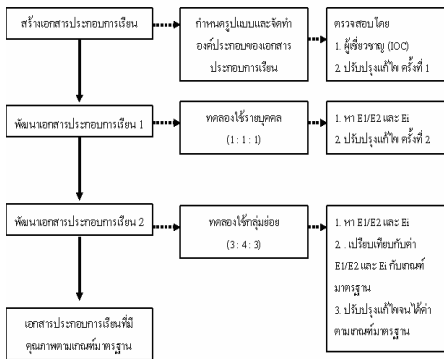 สร้างเอกสารประกอบการเรียน
กำหนดรูปแบบและจัดทำ
องค์ประกอบของเอกสาร
ประกอบการเรียน
ตรวจสอบโดย
1. ผู้เชี่ยวชาญ (IOC)
2. ปรับปรุงแก้ไข ครั้งที่ 1
พัฒนาเอกสารประกอบการเรียน 1
ทดลองใช้รายบุคคล
(1 : 1 : 1)
1. หา E1/E2 และ Ei
2. ปรับปรุงแก้ไข ครั้งที่ 2
พัฒนาเอกสารประกอบการเรียน 2
ทดลองใช้กลุ่มย่อย
(3 : 4 : 3)
1. หา E1/E2 และ Ei
2. . เปรียบเทียบกับค่า
E1/E2 และ Ei กับเกณฑ์
มาตรฐาน
3. ปรับปรุงแก้ไขจนได้ค่า
ตามเกณฑ์มาตรฐาน
เอกสารประกอบการเรียนที่มี
คุณภาพตามเกณฑ์มาตรฐาน